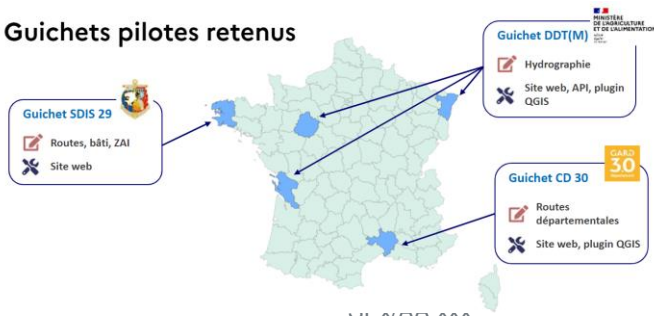 Guichets pilotes retenus
MINISTÈRE
DE L'AGRICULTURE
ET DE L'ALIMENTATION
Guichet DDT(M)
Hydrographie
Site web, API, plugin
QGIS
Guichet SDIS 29
Routes, bâti, ZAI
Site web
GARD
30
Guichet CD 30
Routes
départementales
Site web, plugin QGIS